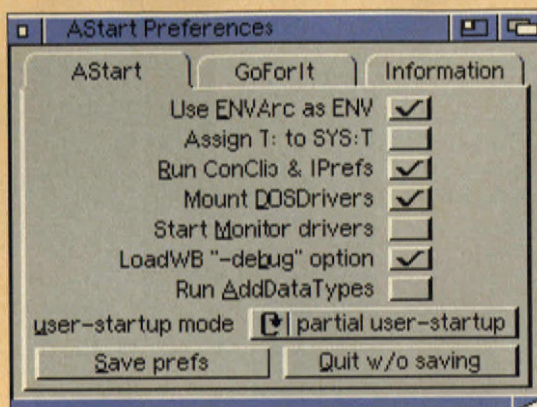 AStart Preferences
AStart GoForIt Information
Use ENVArc as ENV
Assign T: to SYS:T
Run ConClip & IPrefs
Mount DOSDrivers
Start Monitor drivers
LoadWB "-debug" option
Run AddDataTypes
user-startup mode partial user-startup
Save prefs Quit w/o saving